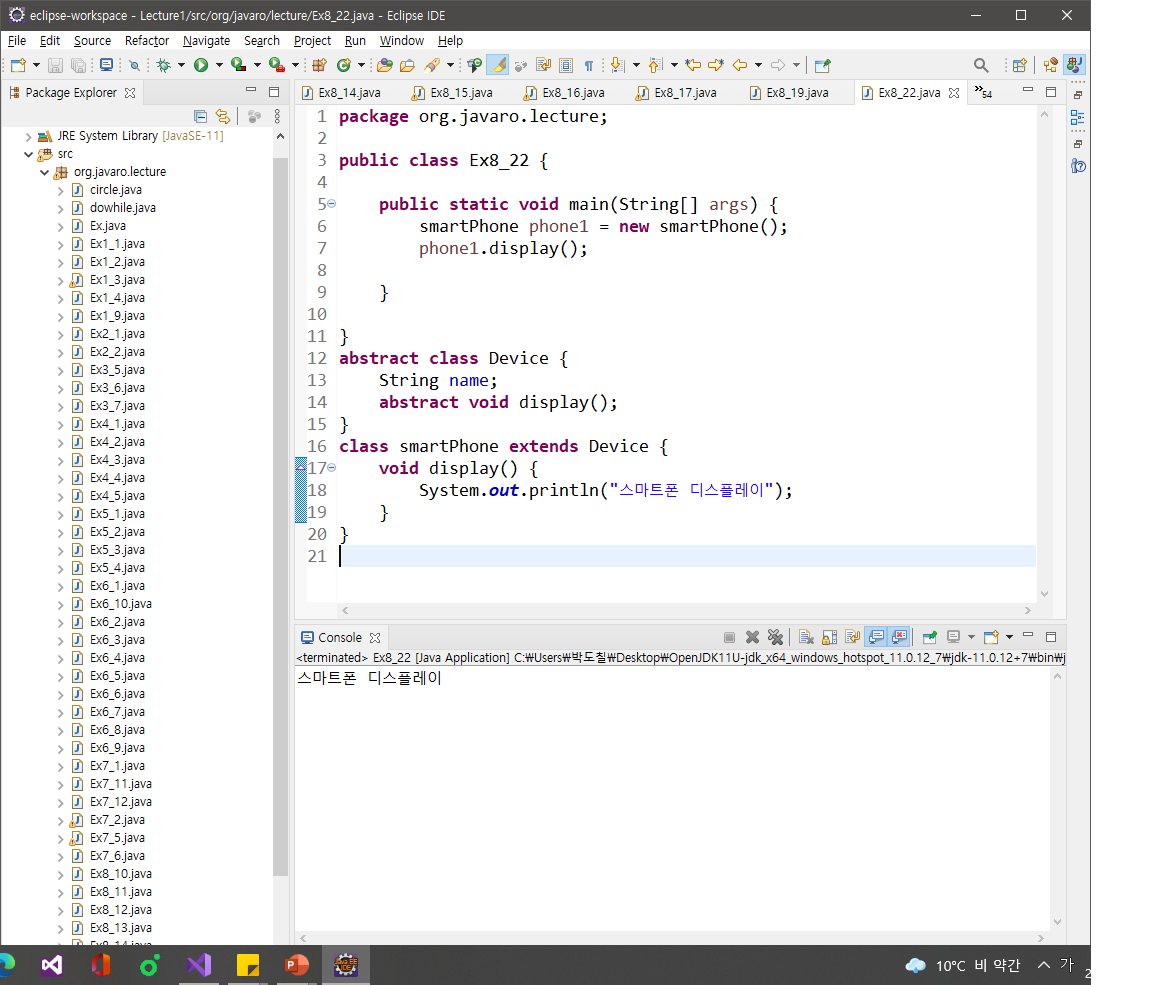 eclipse-workspace - Lecture1/src/org/javaro/lecture/Ex8_22.java - Eclipse IDE
File Edit Source Refactor Navigate Search Project Run Window Help
Package Explorer
JRE System Library [JavaSE-11]
src
org.javaro.lecture
circle.java
dowhile.java
Ex.java
Ex1_1.java
Ex1_2.java
Ex1_3.java
Ex1_4.java
Ex1_9.java
Ex2_1.java
Ex2_2.java
Ex3_5.java
Ex3_6.java
Ex3_7.java
Ex4_1.java
Ex4_2.java
Ex4_3.java
Ex4_4.java
Ex4_5.java
Ex5_1.java
Ex5_2.java
Ex5_3.java
Ex5_4.java
Ex6_1.java
Ex6_10.java
Ex6_2.java
Ex6_3.java
Ex6_4.java
Ex6_5.java
Ex6_6.java
Ex6_7.java
Ex6_8.java
Ex6_9.java
Ex7_1.java
Ex7_11.java
Ex7_12.java
Ex7_2.java
Ex7_5.java
Ex7_6.java
Ex8_10.java
Ex8_11.java
Ex8_12.java
Ex8_13.java
Ex8_14.java
Ex8_14.java Ex8_15.java Ex8_16.java Ex8_17.java Ex8_19.java Ex8_22.java »54
1 package org.javaro.lecture;
2
3 public class Ex8_22 {
4
5 public static void main(String[] args) {
6 smartPhone phone1 = new smartPhone();
7 phone1.display();
8
9 }
10
11 }
12 abstract class Device {
13 String name;
14 abstract void display();
15 }
16 class smartPhone extends Device {
17 void display() {
18 System.out.println("스마트폰 디스플레이");
19 }
20 }
21
Console
<terminated> Ex8_22 [Java Application] C:₩Users₩박도칠₩Desktop₩OpenJDK11U-jdk_x64_windows_hotspot_11.0.12_7₩jdk-11.0.12+7₩bin₩j
스마트폰 디스플레이
Java EE
IDE
10°C 비 약간 가 2